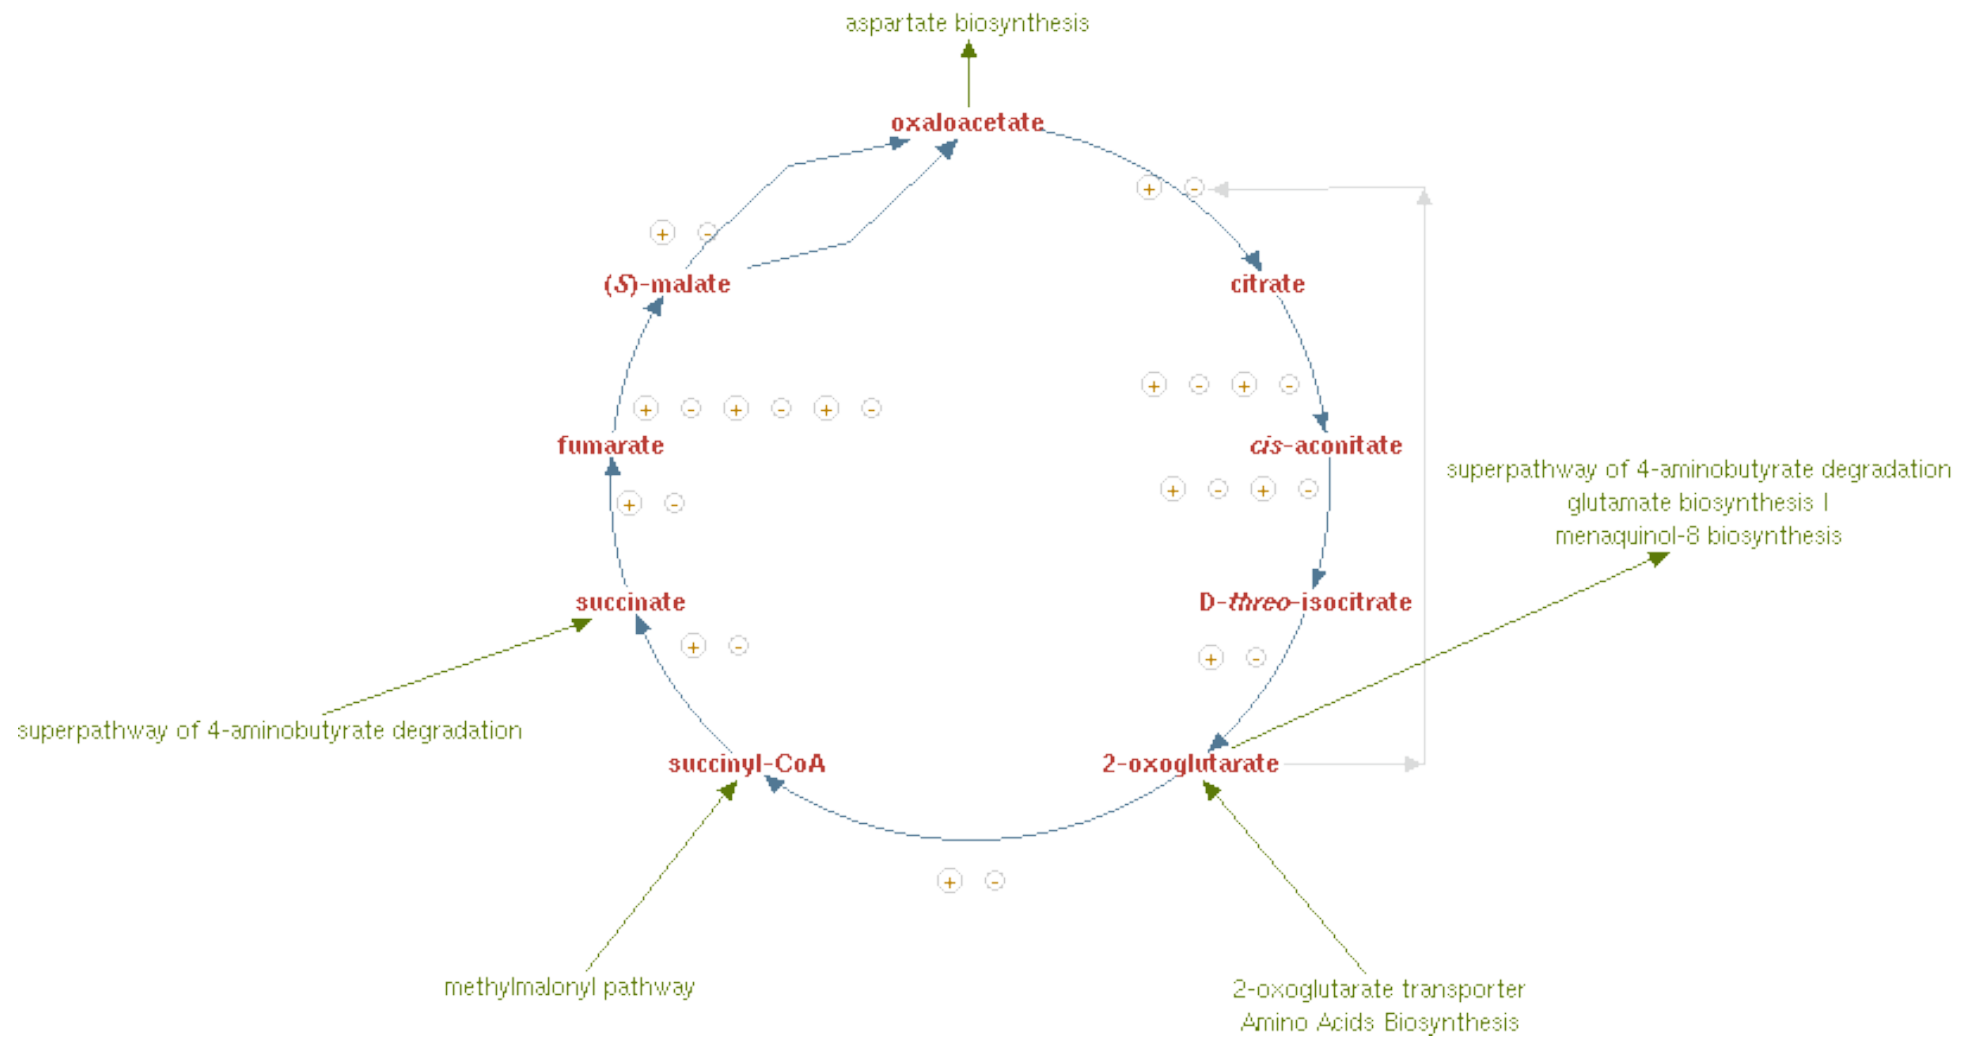 aspartate biosynthesis
oxaloacetate
+ -
+ -
(S)-malate
citrate
+ - + -
+ - + - + -
fumarate
cis-aconitate
superpathway of 4-aminobutyrate degradation
glutamate biosynthesis I
menaquinol-8 biosynthesis
+ - + -
+ -
succinate
D-threo-isocitrate
+ -
+ -
superpathway of 4-aminobutyrate degradation
succinyl-CoA
2-oxoglutarate
+ -
methylmalonyl pathway
2-oxoglutarate transporter
Amino Acids Biosynthesis